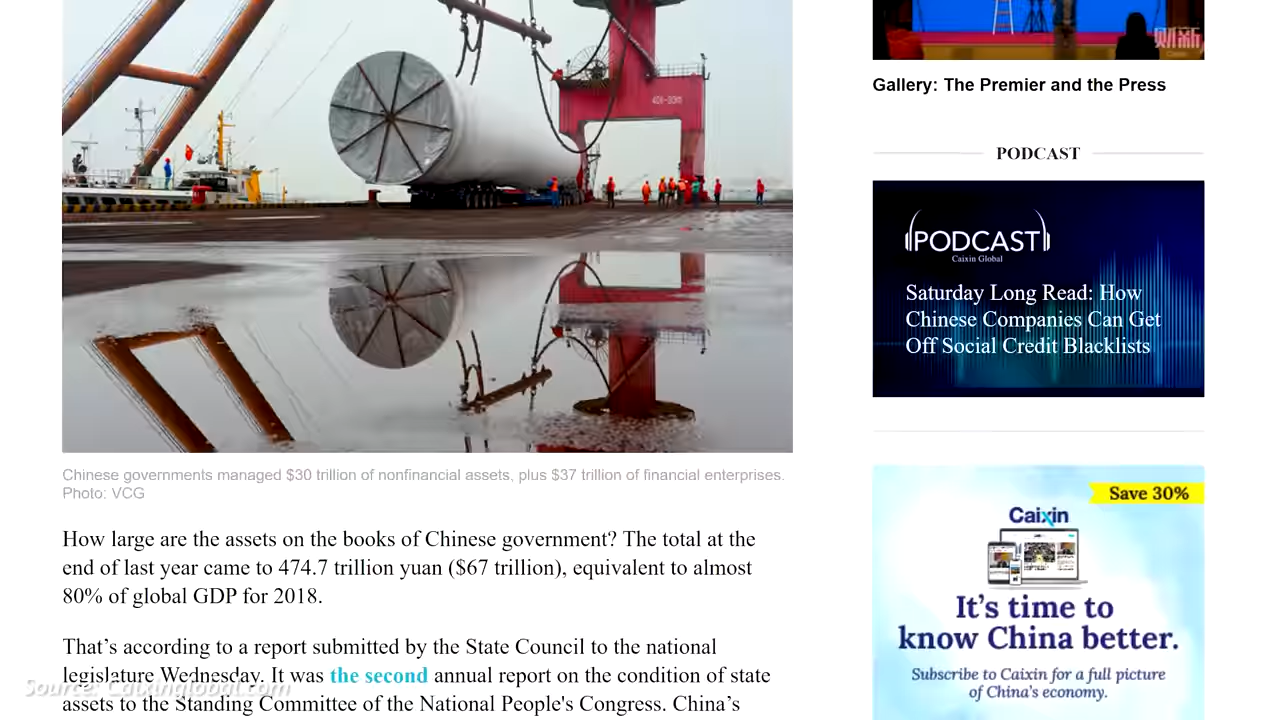 财新
Gallery: The Premier and the Press
PODCAST
PODCAST
Caixin Global
Saturday Long Read: How
Chinese Companies Can Get
Off Social Credit Blacklists
Chinese governments managed $30 trillion of nonfinancial assets, plus $37 trillion of financial enterprises.
Photo: VCG
How large are the assets on the books of Chinese government? The total at the
end of last year came to 474.7 trillion yuan ($67 trillion), equivalent to almost
80% of global GDP for 2018.
That’s according to a report submitted by the State Council to the national
legislature Wednesday. It was the second annual report on the condition of state
assets to the Standing Committee of the National People's Congress. China’s
Source: Caixinglobal.com
Save 30%
Caixin
It’s time to
know China better.
Subscribe to Caixin for a full picture
of China’s economy.